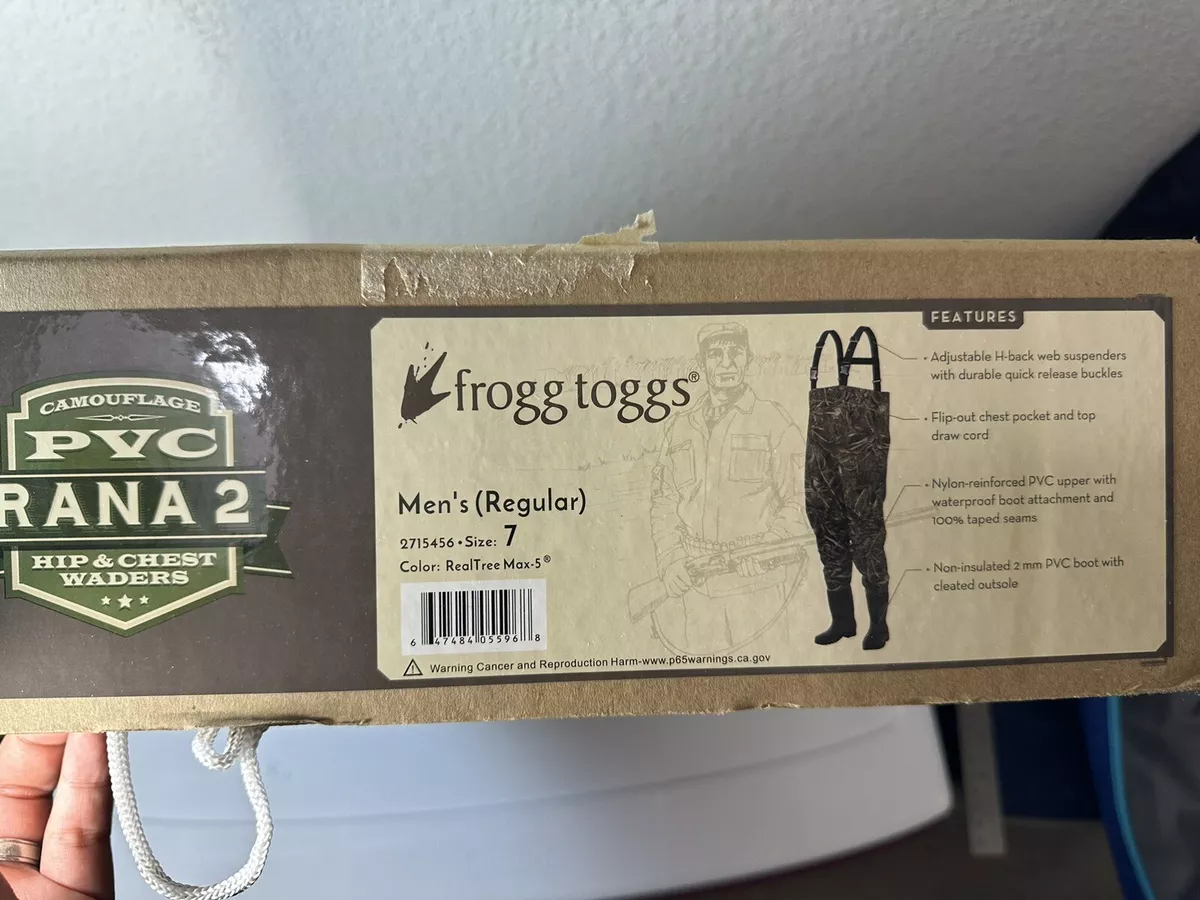 CAMOUFLAGE
PVC
RANA 2
HIP & CHEST
WADERS
frogg toggs®
Men's (Regular)
2715456 • Size: 7
Color: RealTree Max-5®
6 47484 05596 8
Warning Cancer and Reproduction Harm-www.p65warnings.ca.gov
FEATURES
• Adjustable H-back web suspenders
with durable quick release buckles
• Flip-out chest pocket and top
draw cord
• Nylon-reinforced PVC upper with
waterproof boot attachment and
100% taped seams
• Non-insulated 2 mm PVC boot with
cleated outsole